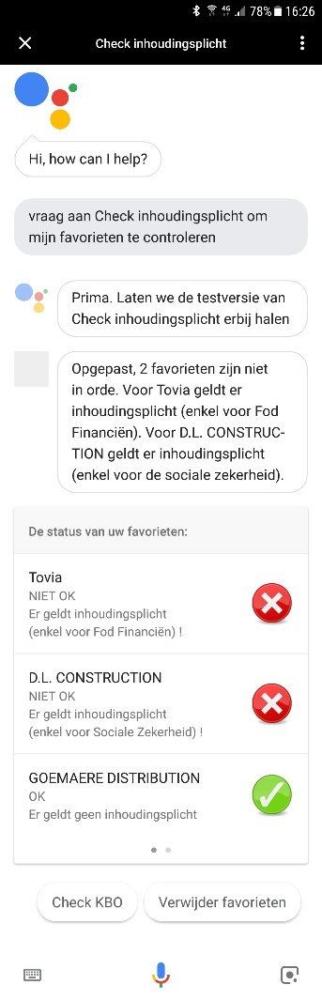 4G 78% 16:26
Check inhoudingsplicht
Hi, how can I help?
vraag aan Check inhoudingsplicht om
mijn favorieten te controleren
Prima. Laten we de testversie van
Check inhoudingsplicht erbij halen
Opgepast, 2 favorieten zijn niet
in orde. Voor Tovia geldt er
inhoudingsplicht (enkel voor Fod
Financiën). Voor D.L. CONSTRUC-
TION geldt er inhoudingsplicht
(enkel voor de sociale zekerheid).
De status van uw favorieten:
Tovia
NIET OK
Er geldt inhoudingsplicht
(enkel voor Fod Financiën) !
D.L. CONSTRUCTION
NIET OK
Er geldt inhoudingsplicht
(enkel voor Sociale Zekerheid) !
GOEMAERE DISTRIBUTION
OK
Er geldt geen inhoudingsplicht
Check KBO Verwijder favorieten